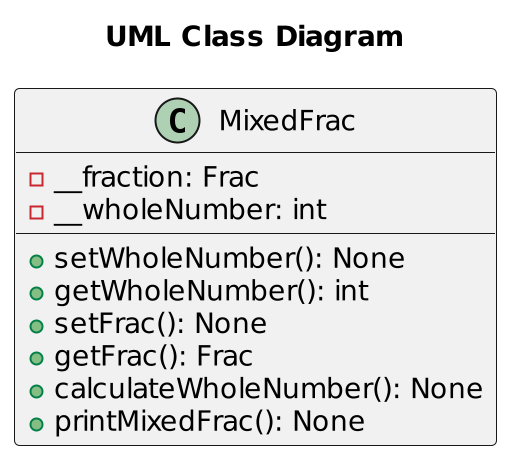 UML Class Diagram
C MixedFrac
__fraction: Frac
__wholeNumber: int
setWholeNumber(): None
getWholeNumber(): int
setFrac(): None
getFrac(): Frac
calculateWholeNumber(): None
printMixedFrac(): None